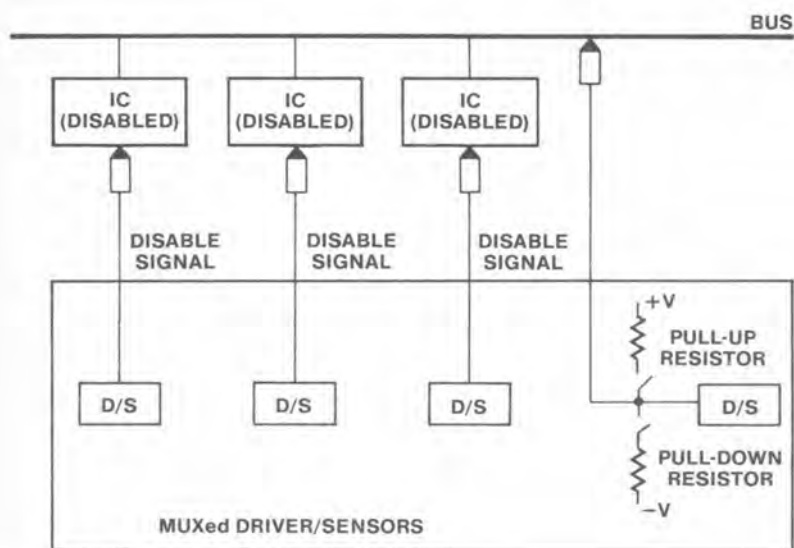 BUS
IC
(DISABLED)
IC
(DISABLED)
IC
(DISABLED)
DISABLE
SIGNAL
DISABLE
SIGNAL
DISABLE
SIGNAL
+V
PULL-UP
RESISTOR
D/S
D/S
D/S
D/S
PULL-DOWN
RESISTOR
-V
MUXed DRIVER/SENSORS